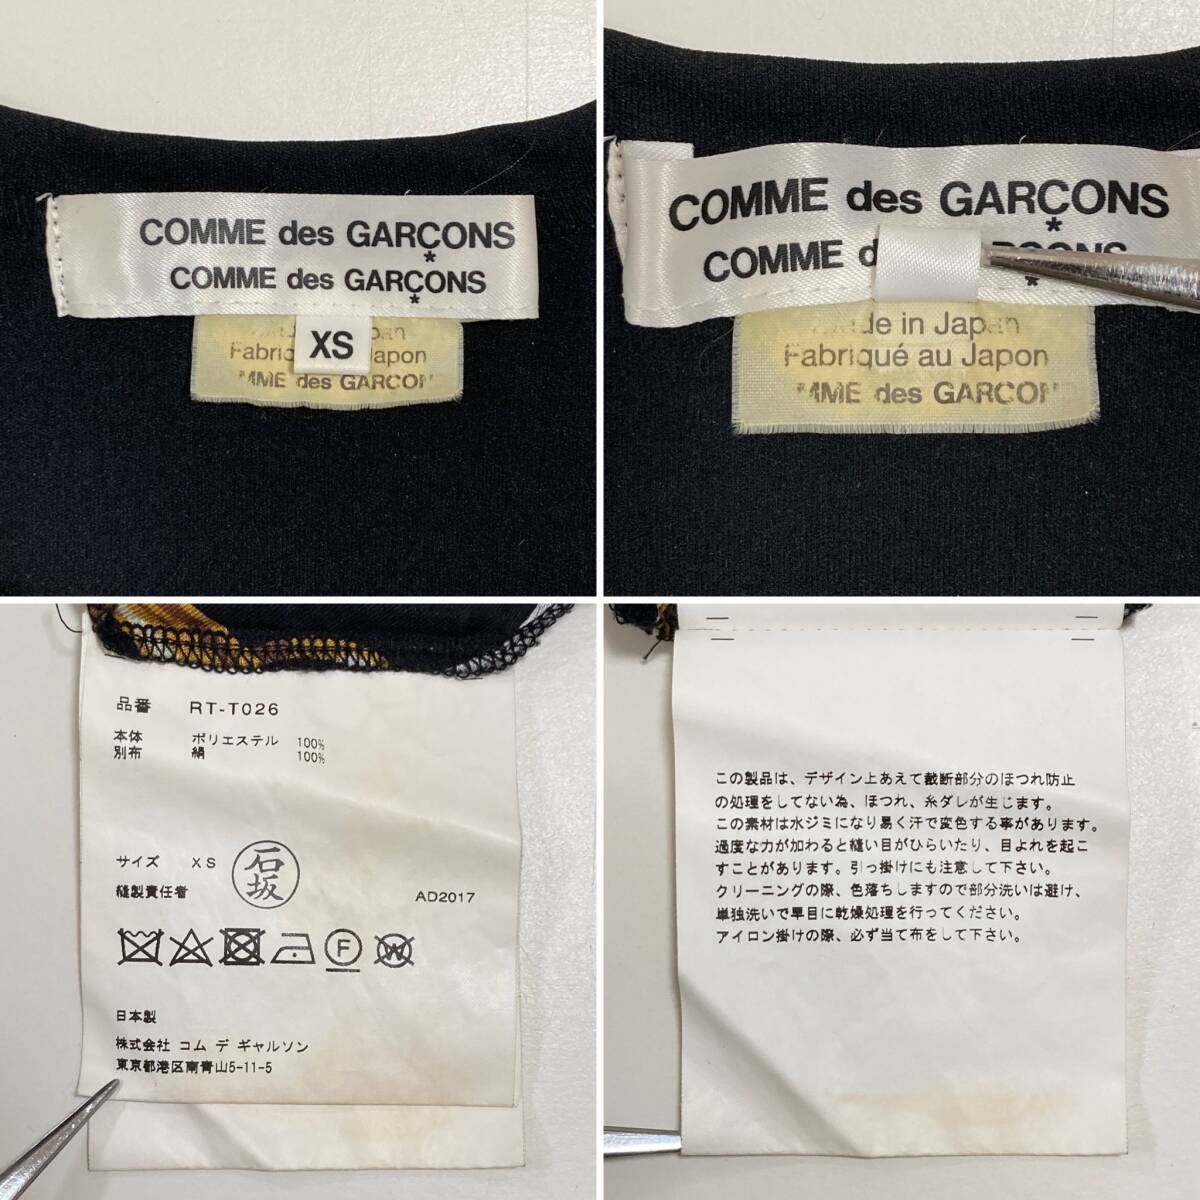 COMME des GARÇONS
COMME des GARÇONS
XS
COMME des GARÇONS
COMME
Made in Japan
Fabriqué au Japon
MME des GARCON
品番 RT-T026
本体 ポリエステル 100%
別布 絹 100%
サイズ XS
石坂
縫製責任者
AD2017
F
W
日本製
株式会社 コム デ ギャルソン
東京都港区南青山5-11-5
この製品は、デザイン上あえて裁断部分のほつれ防止
の処理をしてない為、ほつれ、糸ダレが生じます。
この素材は水ジミになり易く汗で変色する事があります。
過度な力が加わると縫い目がひらいたり、目よれを起こ
すことがあります。引っ掛けにも注意して下さい。
クリーニングの際、色落ちしますので部分洗いは避け、
単独洗いで早目に乾燥処理を行ってください。
アイロン掛けの際、必ず当て布をして下さい。